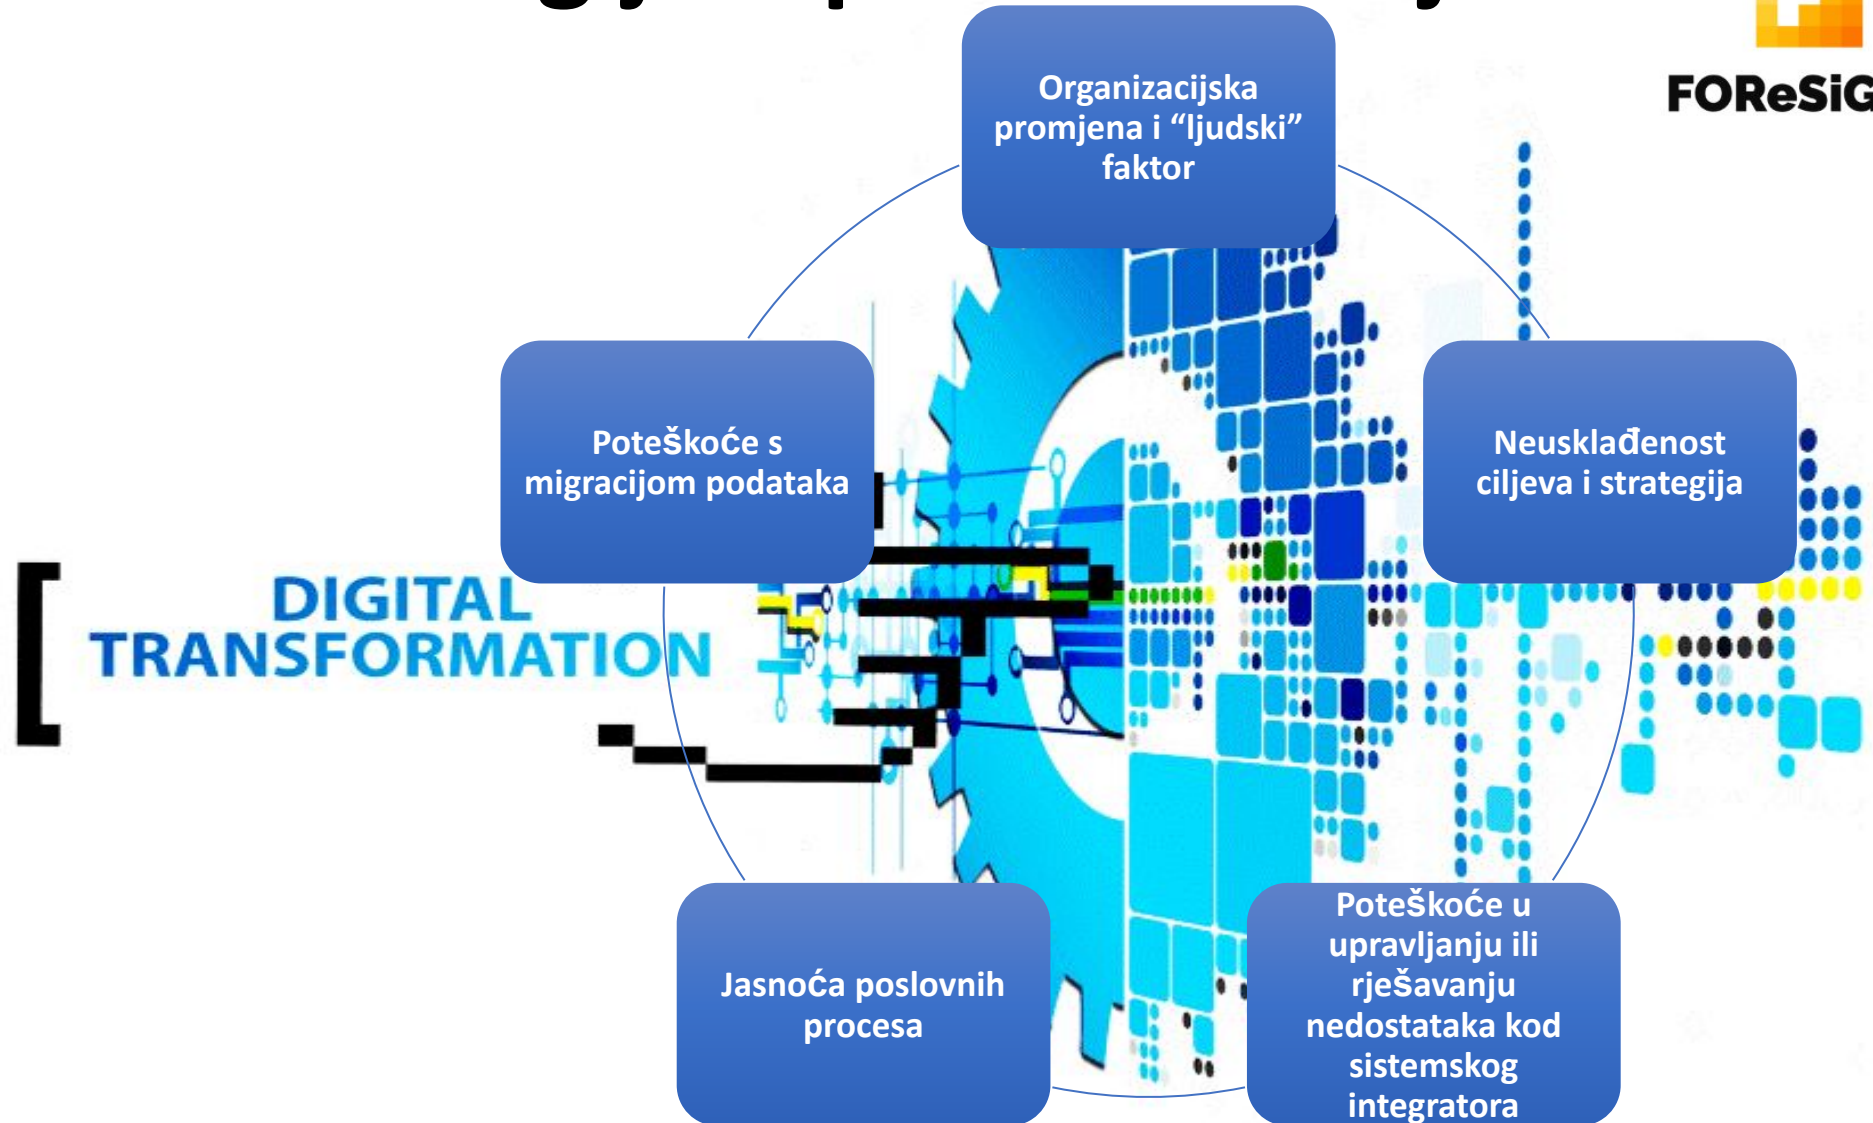 FOReSiG
Organizacijska
promjena i “ljudski”
faktor
Poteškoće s
migracijom podataka
Neusklađenost
ciljeva i strategija
DIGITAL
TRANSFORMATION
Jasnoća poslovnih
procesa
Poteškoće u
upravljanju ili
rješavanju
nedostataka kod
sistemskog
integratora